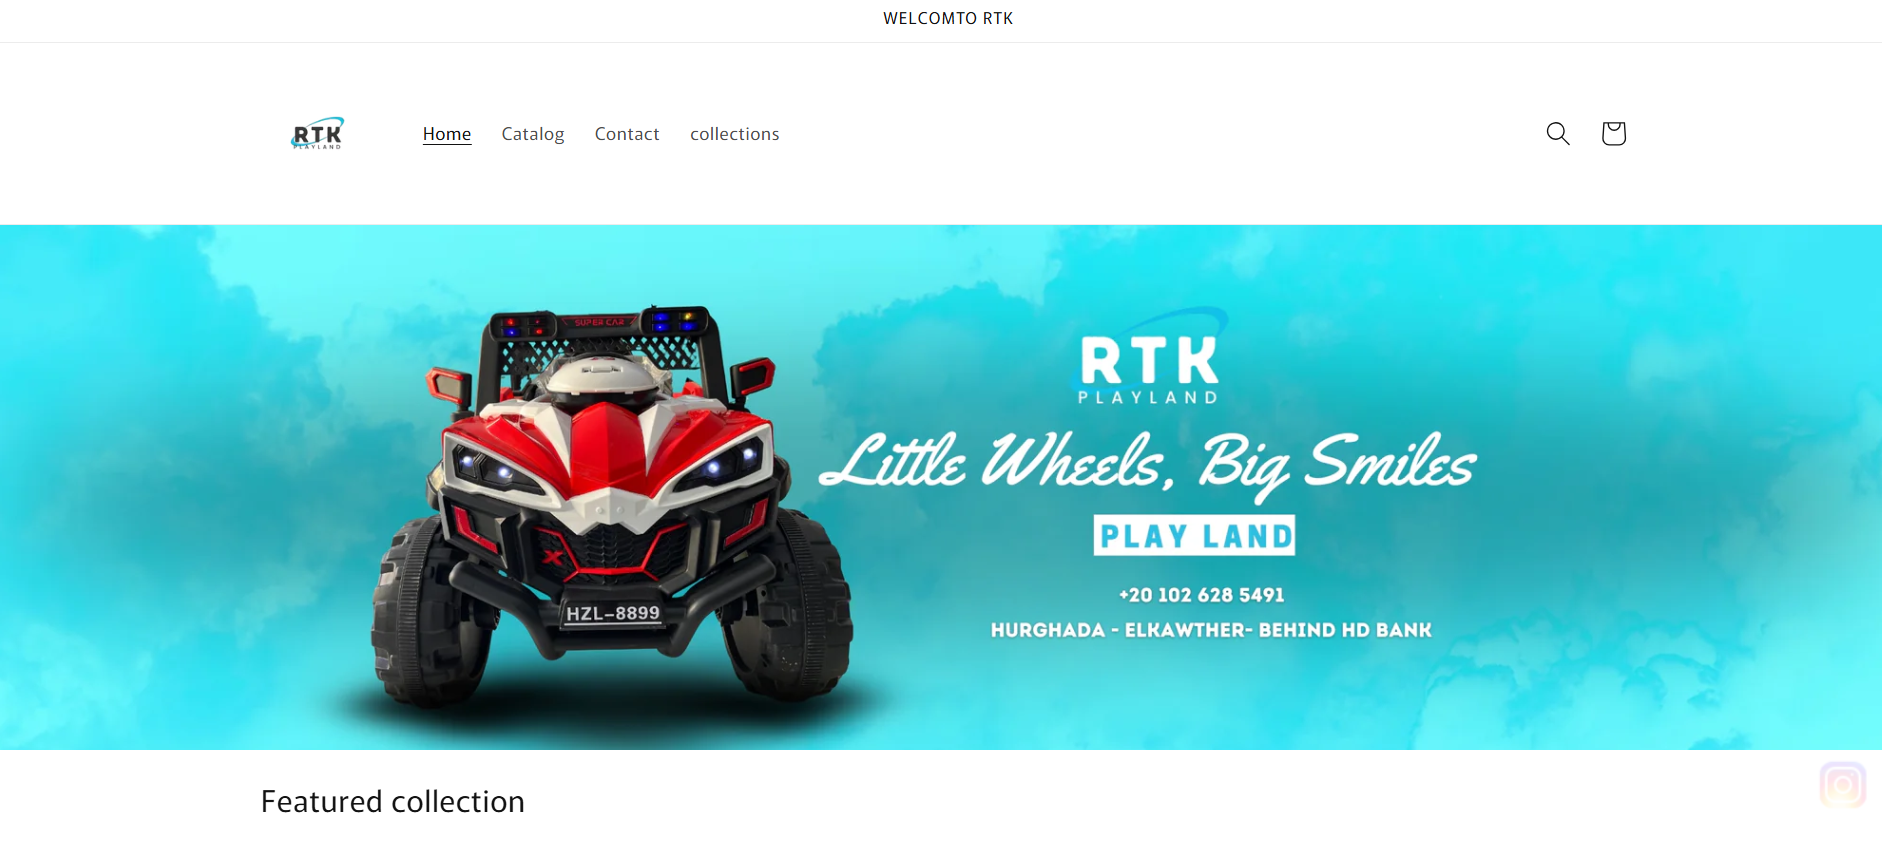 WELCOMTO RTK
RTK
PLAYLAND
Home
Catalog
Contact
collections
SUPER CAR
RTK
PLAYLAND
Little Wheels, Big Smiles
PLAY LAND
X
HZL-8899
+20 102 628 5491
HURGHADA - ELKAWTHER- BEHIND HD BANK
Featured collection